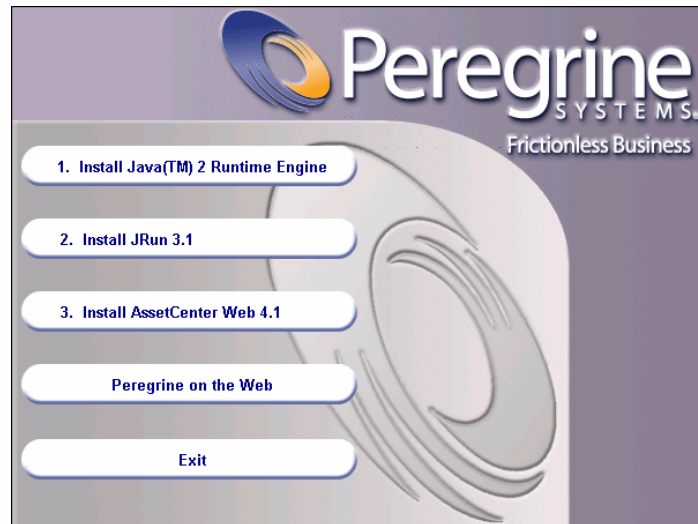 Peregrine
SYSTEMS®
Frictionless Business
1. Install Java(TM) 2 Runtime Engine
2. Install JRun 3.1
3. Install AssetCenter Web 4.1
Peregrine on the Web
Exit